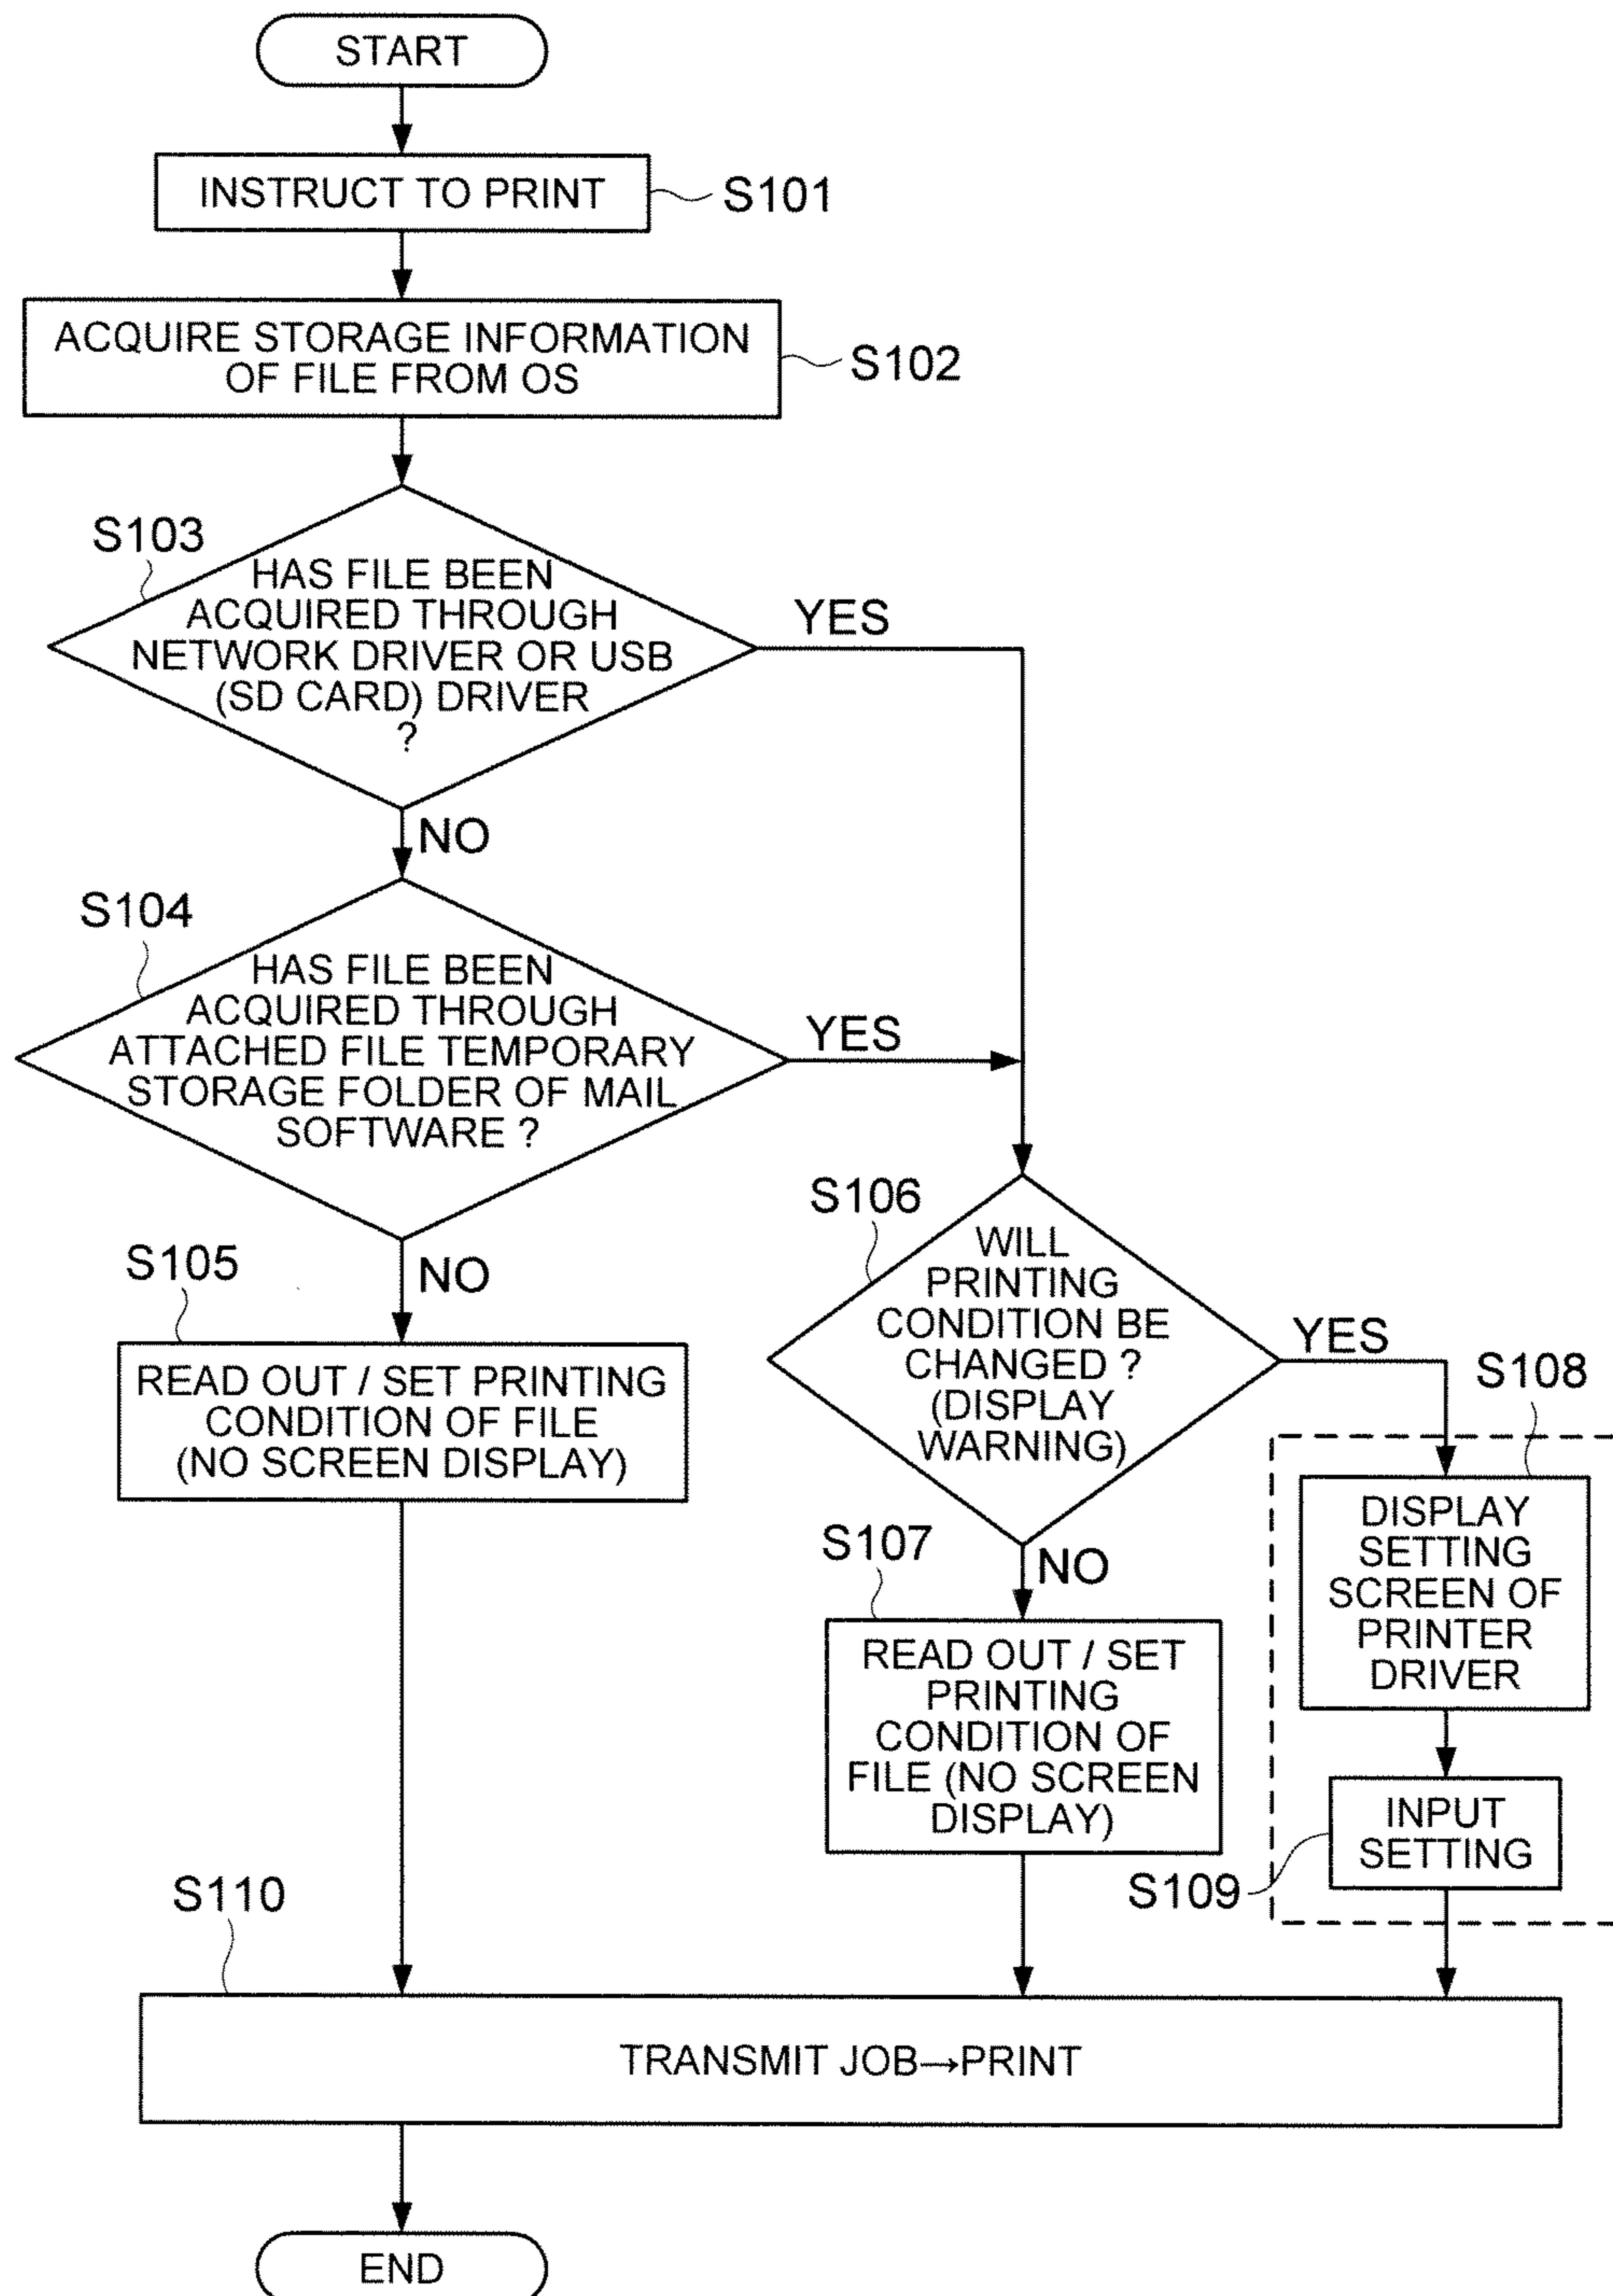 START
INSTRUCT TO PRINT
S101
ACQUIRE STORAGE INFORMATION
OF FILE FROM OS
S102
S103
HAS FILE BEEN
ACQUIRED THROUGH
NETWORK DRIVER OR USB
(SD CARD) DRIVER
?
YES
NO
S104
HAS FILE BEEN
ACQUIRED THROUGH
ATTACHED FILE TEMPORARY
STORAGE FOLDER OF MAIL
SOFTWARE ?
YES
NO
S105
READ OUT / SET PRINTING
CONDITION OF FILE
(NO SCREEN DISPLAY)
S106
WILL
PRINTING
CONDITION BE
CHANGED ?
(DISPLAY
WARNING)
YES
NO
S107
READ OUT / SET
PRINTING
CONDITION OF
FILE (NO SCREEN
DISPLAY)
S108
DISPLAY
SETTING
SCREEN OF
PRINTER
DRIVER
INPUT
SETTING
S109
S110
TRANSMIT JOB→PRINT
END